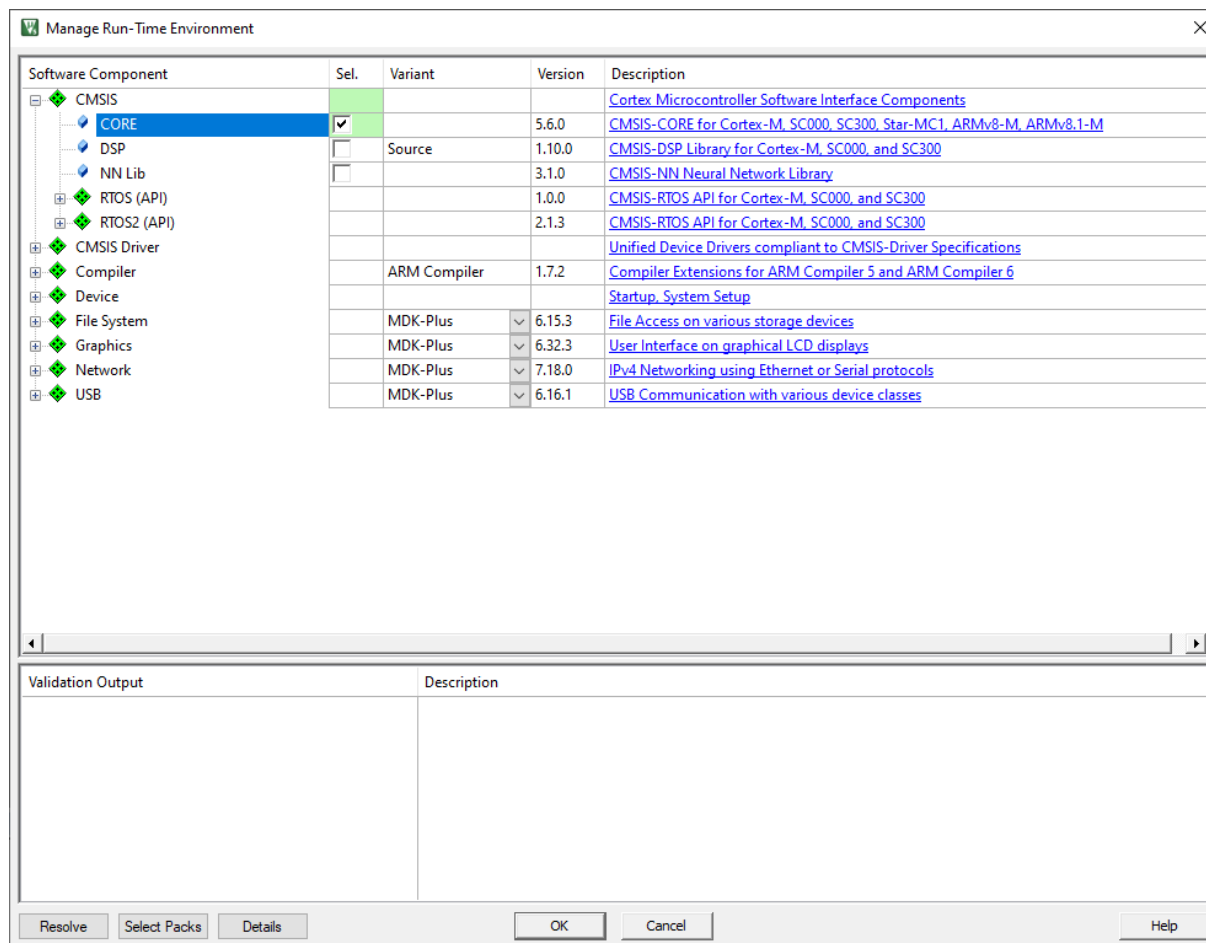 Manage Run-Time Environment
Software Component Sel. Variant Version Description
CMSIS Cortex Microcontroller Software Interface Components
CORE 5.6.0 CMSIS-CORE for Cortex-M, SC000, SC300, Star-MC1, ARMv8-M, ARMv8.1-M
DSP Source 1.10.0 CMSIS-DSP Library for Cortex-M, SC000, and SC300
NN Lib 3.1.0 CMSIS-NN Neural Network Library
RTOS (API) 1.0.0 CMSIS-RTOS API for Cortex-M, SC000, and SC300
RTOS2 (API) 2.1.3 CMSIS-RTOS API for Cortex-M, SC000, and SC300
CMSIS Driver Unified Device Drivers compliant to CMSIS-Driver Specifications
Compiler ARM Compiler 1.7.2 Compiler Extensions for ARM Compiler 5 and ARM Compiler 6
Device Startup, System Setup
File System MDK-Plus 6.15.3 File Access on various storage devices
Graphics MDK-Plus 6.32.3 User Interface on graphical LCD displays
Network MDK-Plus 7.18.0 IPv4 Networking using Ethernet or Serial protocols
USB MDK-Plus 6.16.1 USB Communication with various device classes
Validation Output Description
Resolve Select Packs Details OK Cancel Help